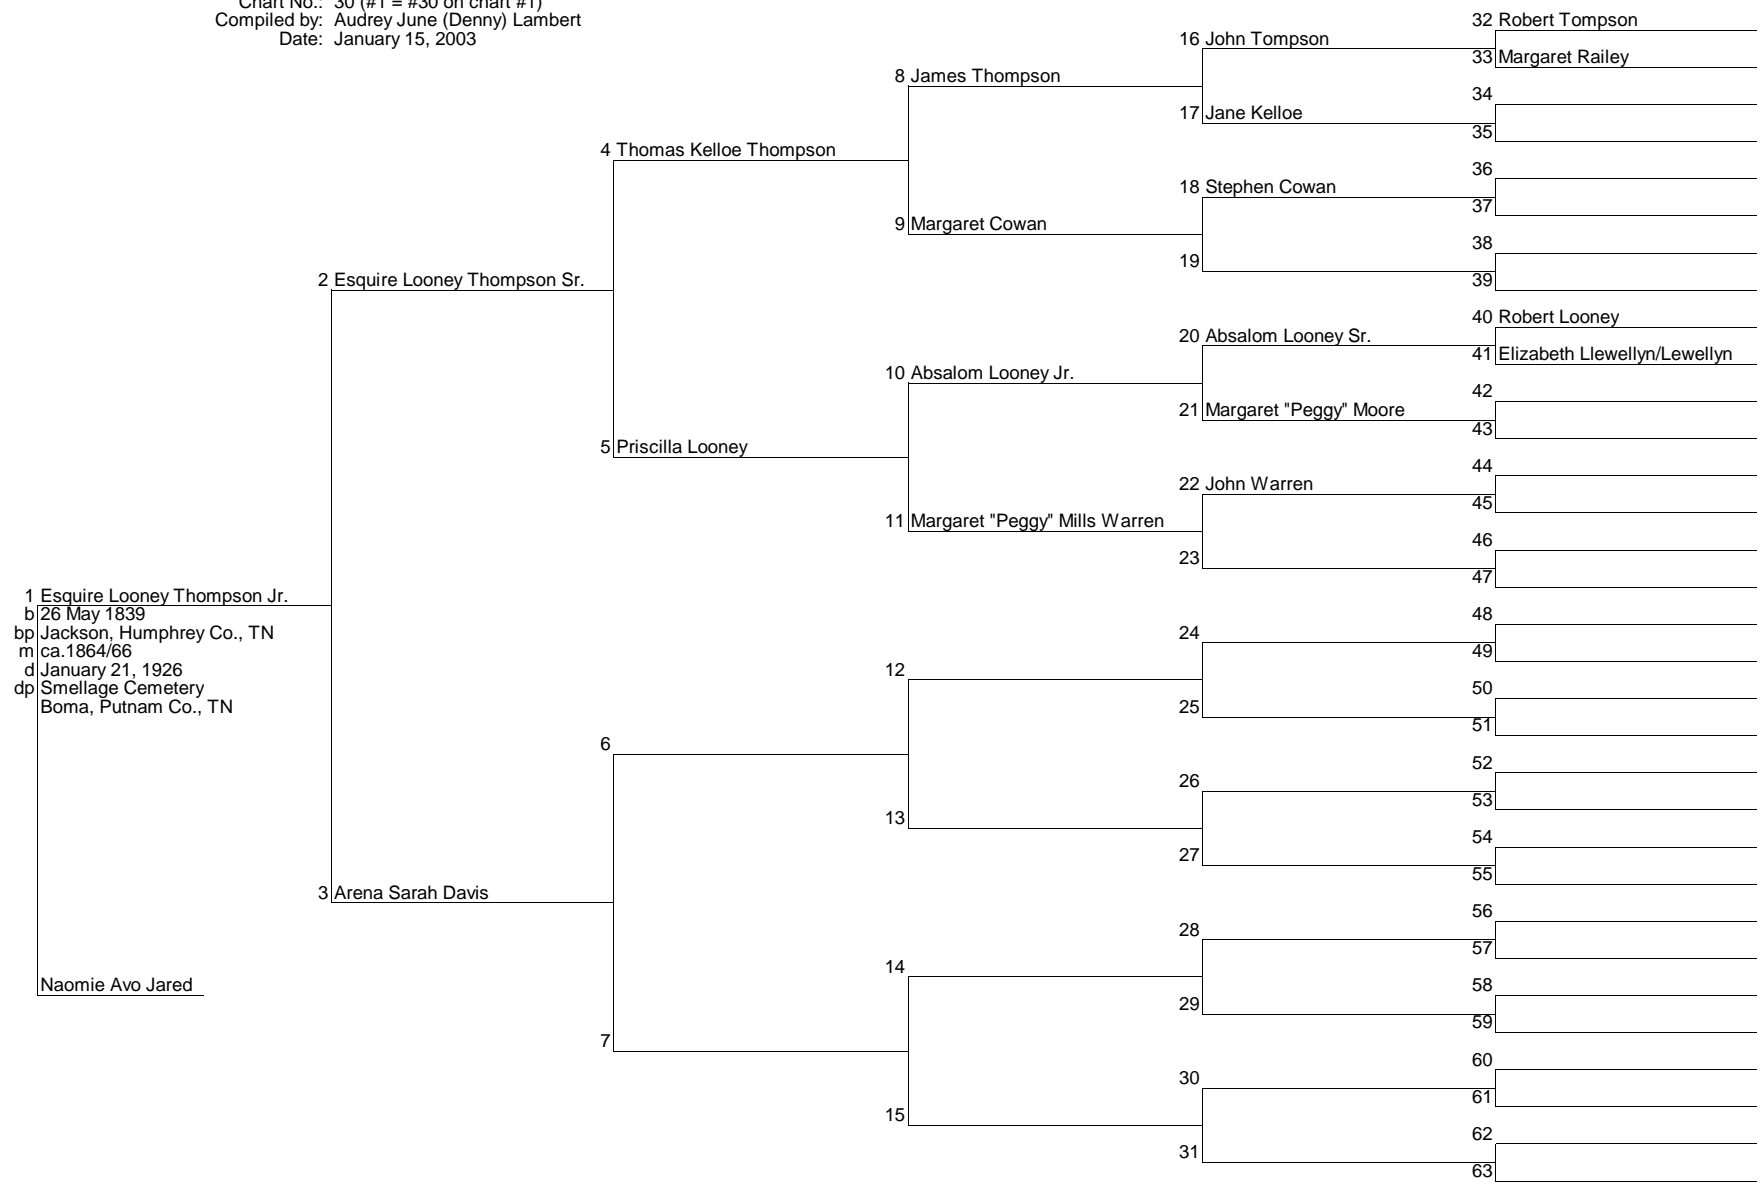 Chart No.: 30 (#1 = #30 on chart #1)
Compiled by: Audrey June (Denny) Lambert
Date: January 15, 2003
1 Esquire Looney Thompson Jr.
b 26 May 1839
bp Jackson, Humphrey Co., TN
m ca.1864/66
d January 21, 1926
dp Smellage Cemetery
Boma, Putnam Co., TN
Naomie Avo Jared
2 Esquire Looney Thompson Sr.
3 Arena Sarah Davis
4 Thomas Kelloe Thompson
5 Priscilla Looney
6
7
8 James Thompson
9 Margaret Cowan
10 Absalom Looney Jr.
11 Margaret "Peggy" Mills Warren
12
13
14
15
16 John Tompson
17 Jane Kelloe
18 Stephen Cowan
19
20 Absalom Looney Sr.
21 Margaret "Peggy" Moore
22 John Warren
23
24
25
26
27
28
29
30
31
32 Robert Tompson
33 Margaret Railey
34
35
36
37
38
39
40 Robert Looney
41 Elizabeth Llewellyn/Lewellyn
42
43
44
45
46
47
48
49
50
51
52
53
54
55
56
57
58
59
60
61
62
63